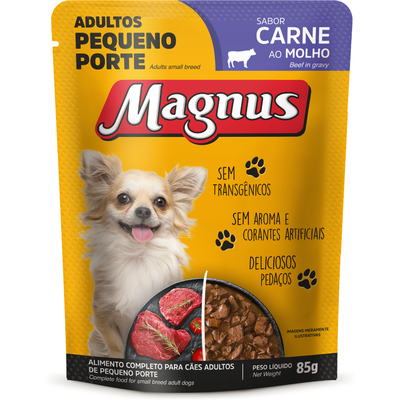 ADULTOS
PEQUENO
PORTE
Adults small breed
SABOR
CARNE
AO MOLHO
Beef in gravy
Magnus
SEM
TRANSGÊNICOS
SEM AROMA E
CORANTES ARTIFICIAIS
DELICIOSOS
PEDAÇOS
IMAGENS MERAMENTE
ILUSTRATIVAS
ALIMENTO COMPLETO PARA CÃES ADULTOS
DE PEQUENO PORTE
Complete food for small breed adult dogs
PESO LÍQUIDO
Net Weight
85g